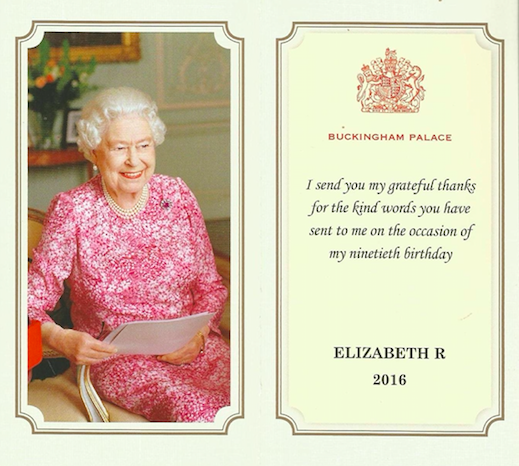 BUCKINGHAM PALACE
I send you my grateful thanks
for the kind words you have
sent to me on the occasion of
my ninetieth birthday
ELIZABETH R
2016